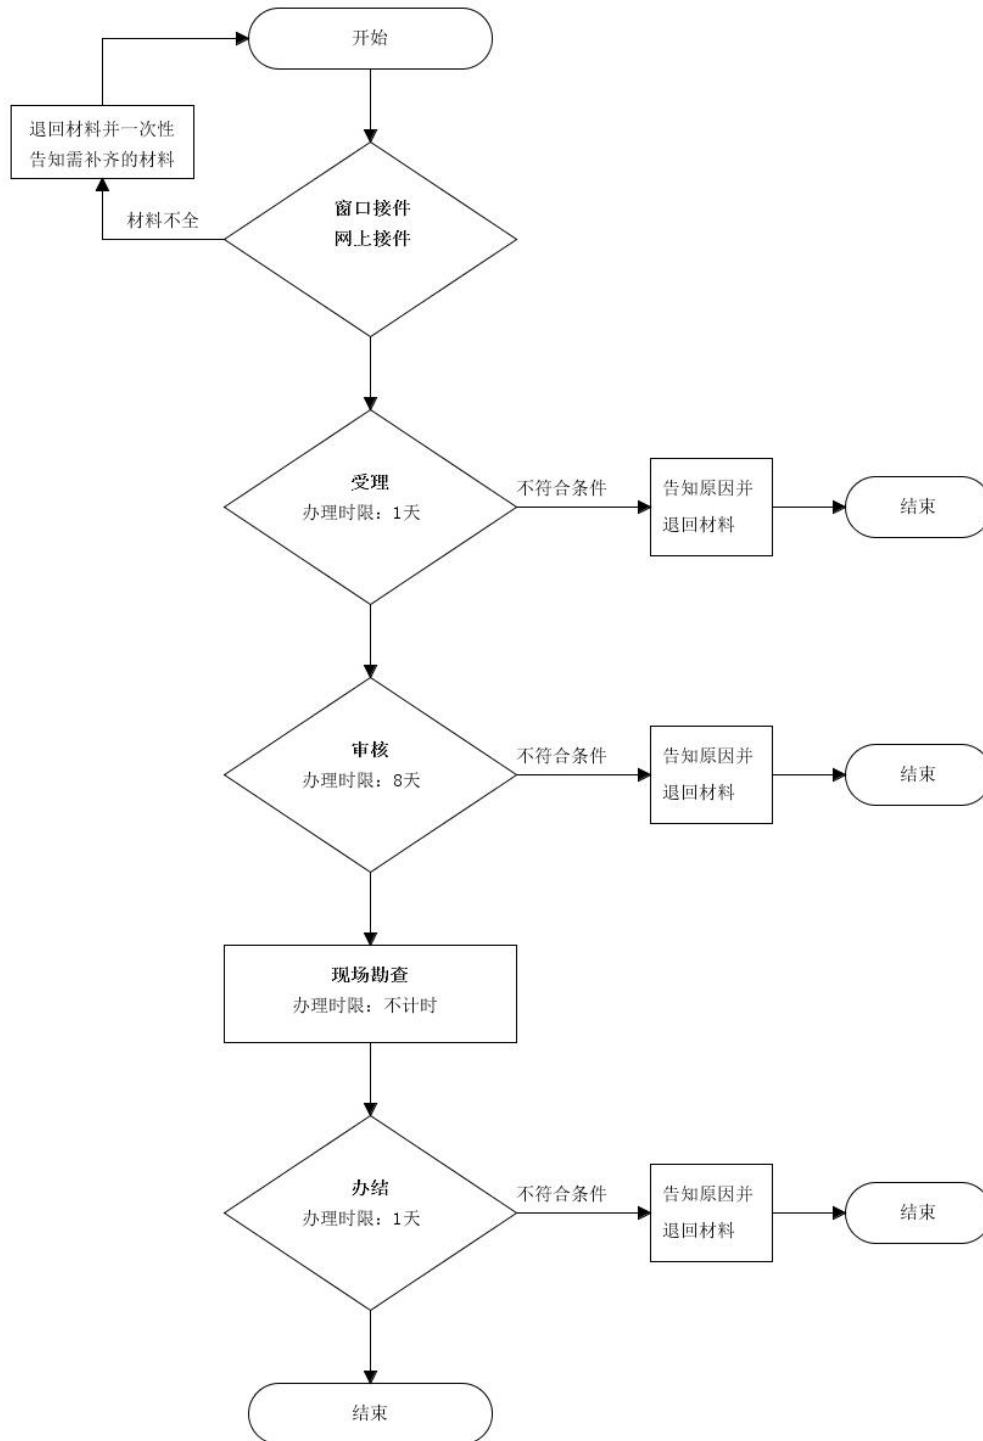 开始
退回材料并一次性
告知需补齐的材料
材料不全
窗口接件
网上接件
受理
办理时限：1天
不符合条件
告知原因并
退回材料
结束
审核
办理时限：8天
不符合条件
告知原因并
退回材料
结束
现场勘查
办理时限：不计时
办结
办理时限：1天
不符合条件
告知原因并
退回材料
结束
结束